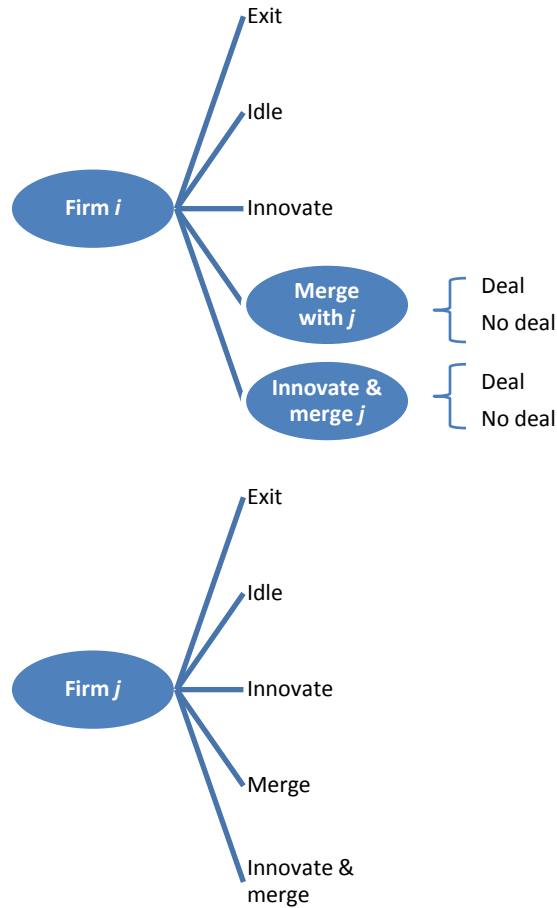 Exit
Idle
Firm i
Innovate
Merge
with j
Deal
No deal
Innovate &
merge j
Deal
No deal
Exit
Idle
Firm j
Innovate
Merge
Innovate &
merge